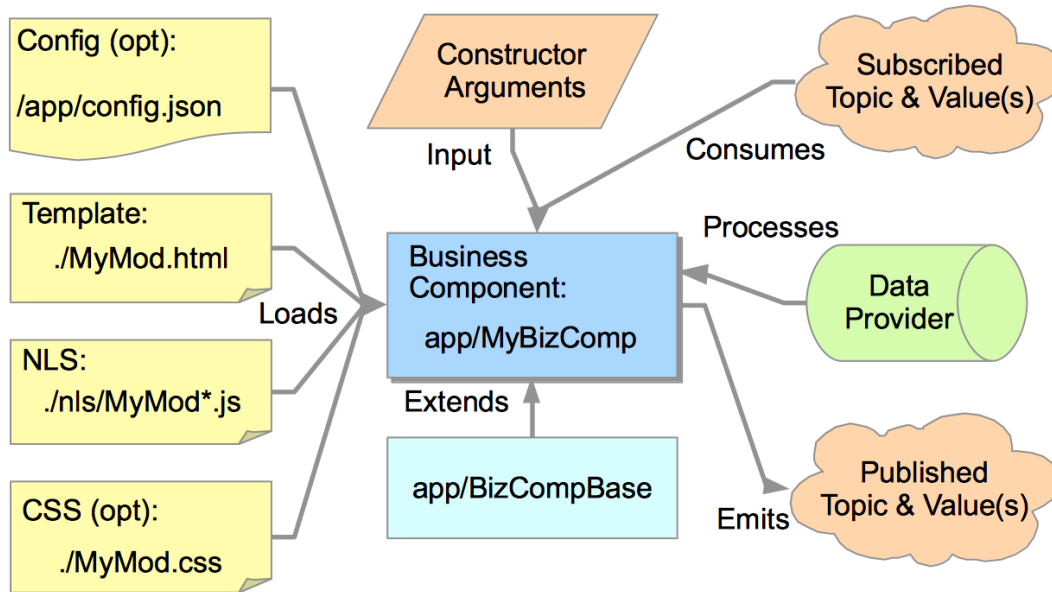 Config (opt):
/app/config.json
Template:
./MyMod.html
NLS:
./nls/MyMod*.js
CSS (opt):
./MyMod.css
Loads
Constructor
Arguments
Input
Subscribed
Topic & Value(s)
Consumes
Business
Component:
app/MyBizComp
Processes
Data
Provider
Extends
app/BizCompBase
Emits
Published
Topic & Value(s)